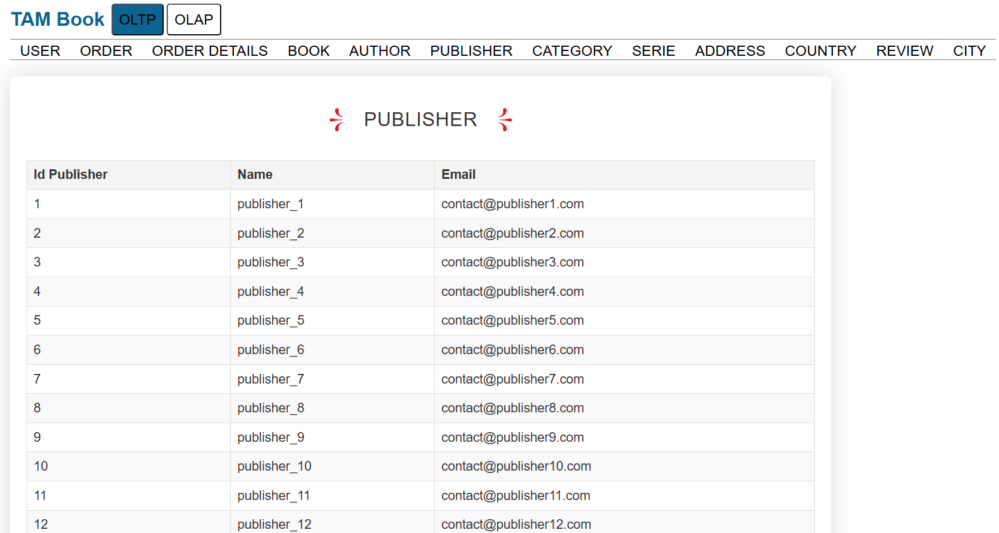 TAM Book OLTP OLAP
USER ORDER ORDER DETAILS BOOK AUTHOR PUBLISHER CATEGORY SERIE ADDRESS COUNTRY REVIEW CITY
PUBLISHER
Id Publisher Name Email
1 publisher_1 contact@publisher1.com
2 publisher_2 contact@publisher2.com
3 publisher_3 contact@publisher3.com
4 publisher_4 contact@publisher4.com
5 publisher_5 contact@publisher5.com
6 publisher_6 contact@publisher6.com
7 publisher_7 contact@publisher7.com
8 publisher_8 contact@publisher8.com
9 publisher_9 contact@publisher9.com
10 publisher_10 contact@publisher10.com
11 publisher_11 contact@publisher11.com
12 publisher_12 contact@publisher12.com